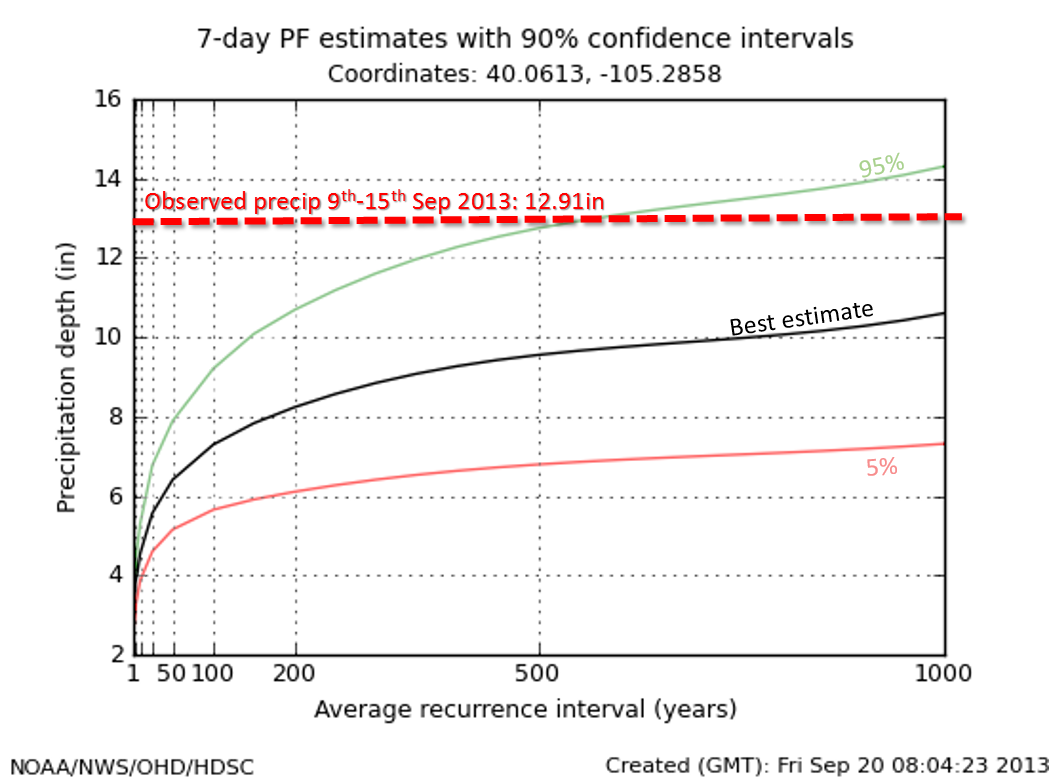 7-day PF estimates with 90% confidence intervals
Coordinates: 40.0613, -105.2858
16
14
12
10
8
6
4
2
Precipitation depth (in)
95%
Observed precip 9th-15th Sep 2013: 12.91in
Best estimate
5%
1 50 100 200 500 1000
Average recurrence interval (years)
NOAA/NWS/OHD/HDSC
Created (GMT): Fri Sep 20 08:04:23 2013